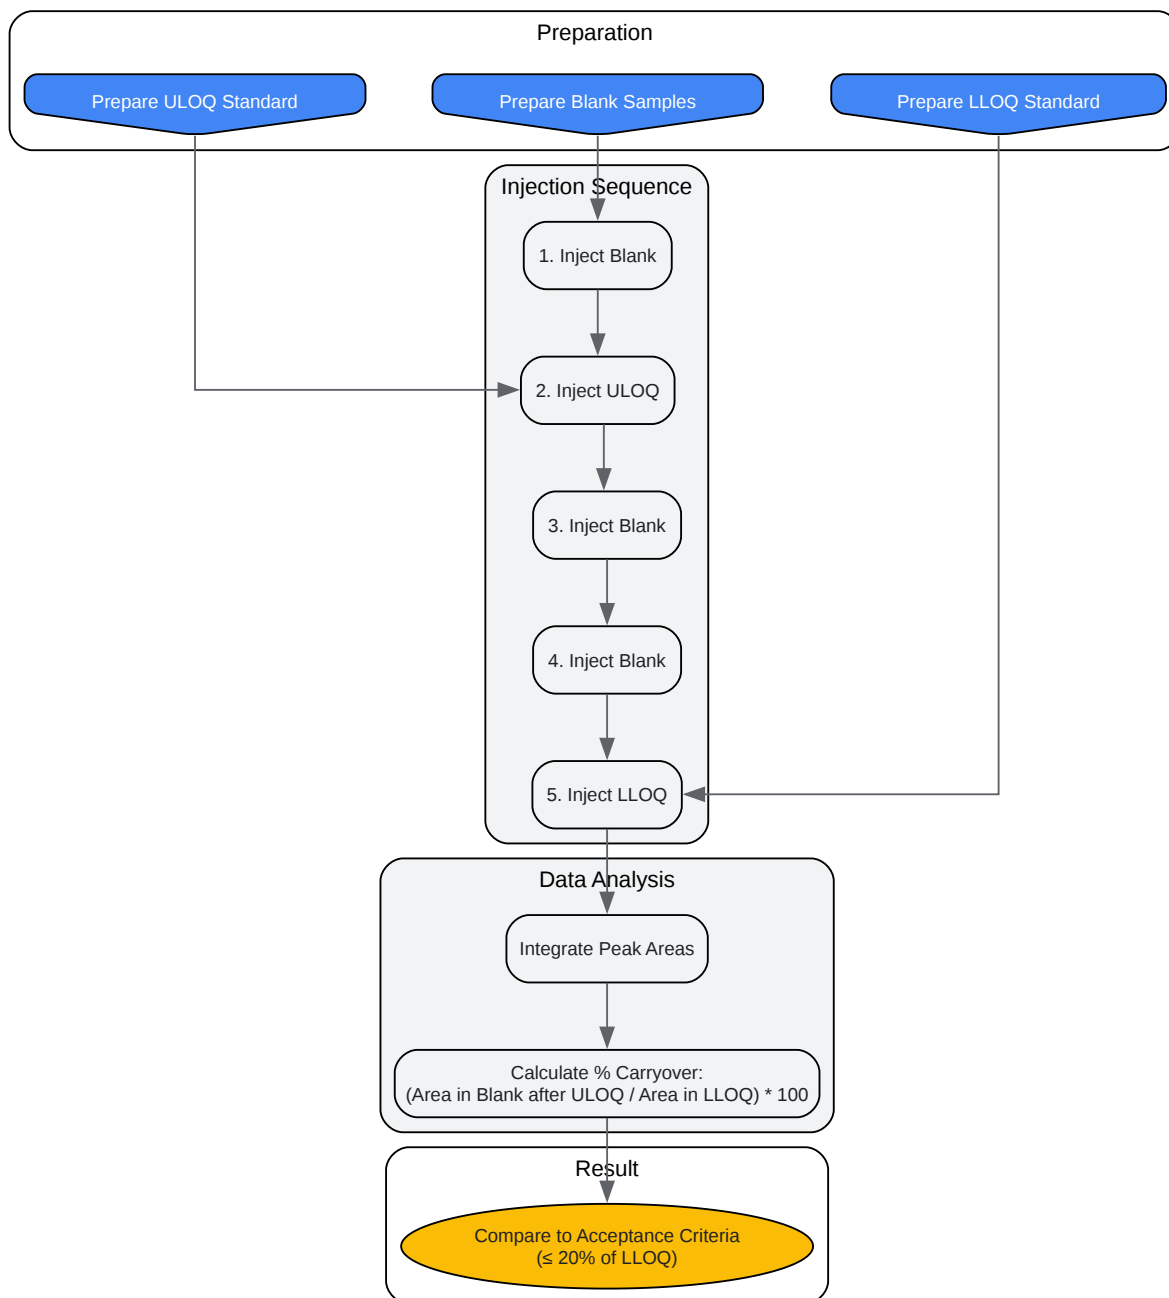 Preparation
Prepare ULOQ Standard
Prepare Blank Samples
Prepare LLOQ Standard
Injection Sequence
1. Inject Blank
2. Inject ULOQ
3. Inject Blank
4. Inject Blank
5. Inject LLOQ
Data Analysis
Integrate Peak Areas
Calculate % Carryover:
(Area in Blank after ULOQ / Area in LLOQ) * 100
Result
Compare to Acceptance Criteria
(≤ 20% of LLOQ)